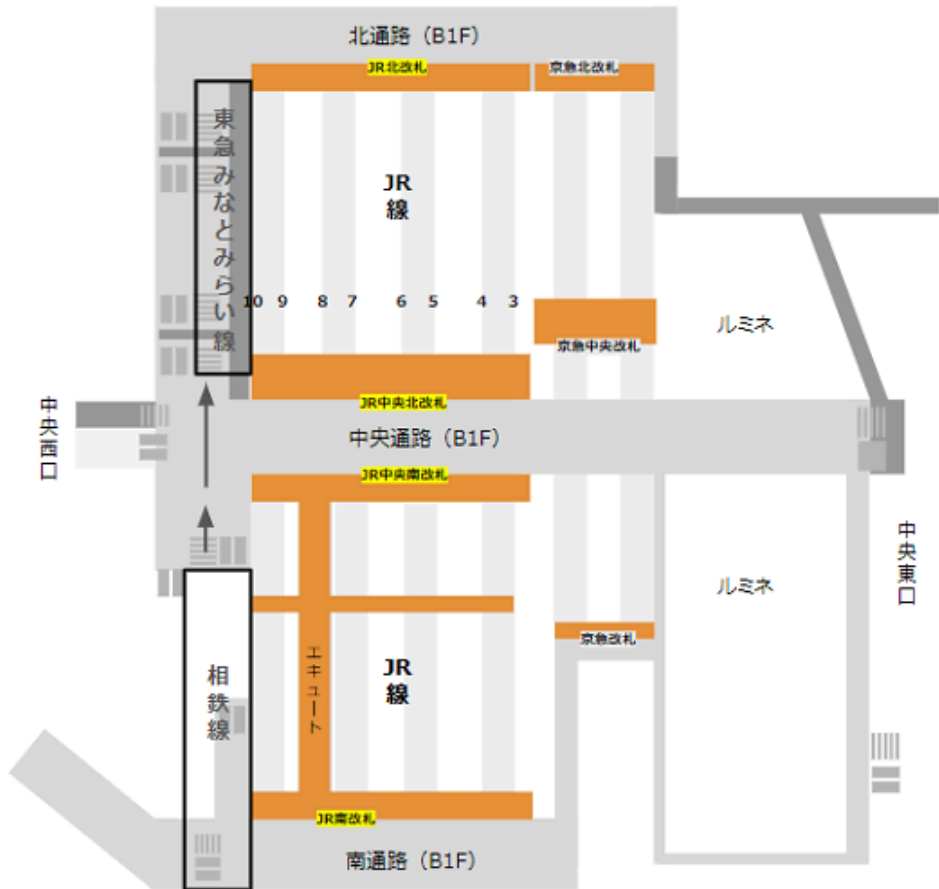 北通路（B1F）
JR北改札
京急北改札
東急みなとみらい線
JR
線
10 9 8 7 6 5 4 3
ルミネ
京急中央改札
中央西口
JR中央北改札
中央通路（B1F）
JR中央南改札
中央東口
ルミネ
京急改札
エキュート
JR
線
相鉄線
JR南改札
南通路（B1F）